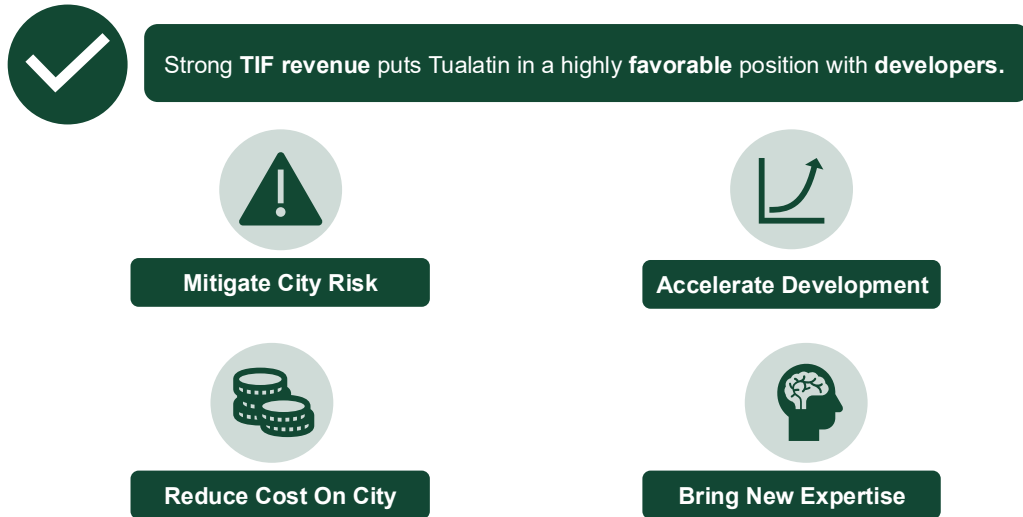 Strong TIF revenue puts Tualatin in a highly favorable position with developers.
Mitigate City Risk
Accelerate Development
Reduce Cost On City
Bring New Expertise